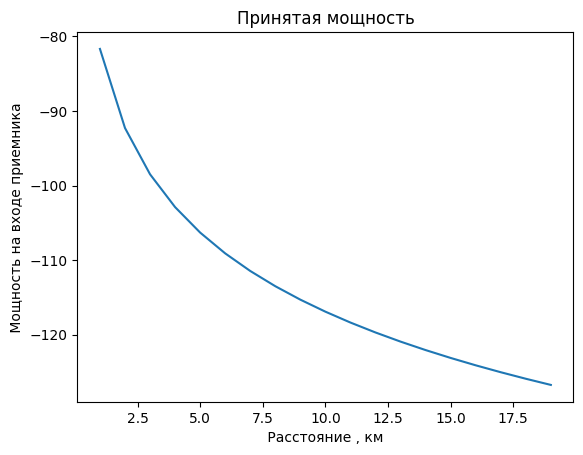 Принятая мощность
−80
−90
−100
−110
−120
Мощность на входе приемника
2.5 5.0 7.5 10.0 12.5 15.0 17.5
Расстояние , км